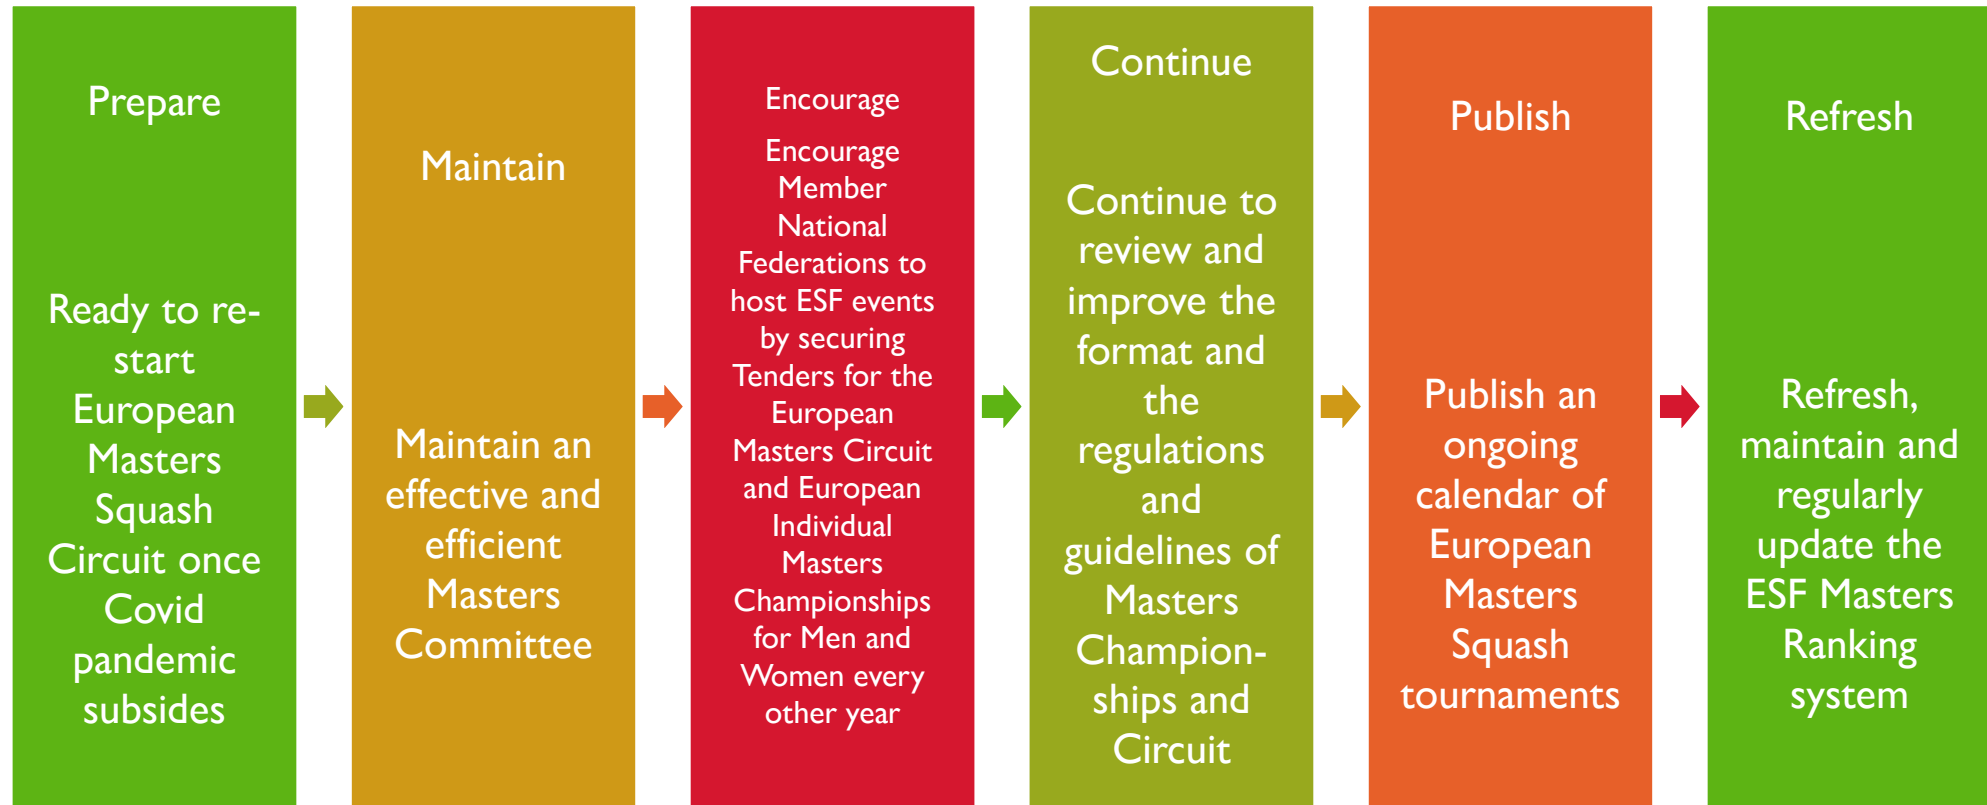 Prepare
Ready to re-
start
European
Masters
Squash
Circuit once
Covid
pandemic
subsides
Maintain
Maintain an
effective and
efficient
Masters
Committee
Encourage
Encourage
Member
National
Federations to
host ESF events
by securing
Tenders for the
European
Masters Circuit
and European
Individual
Masters
Championships
for Men and
Women every
other year
Continue
Continue to
review and
improve the
format and
the
regulations
and
guidelines of
Masters
Champion-
ships and
Circuit
Publish
Publish an
ongoing
calendar of
European
Masters
Squash
tournaments
Refresh
Refresh,
maintain and
regularly
update the
ESF Masters
Ranking
system